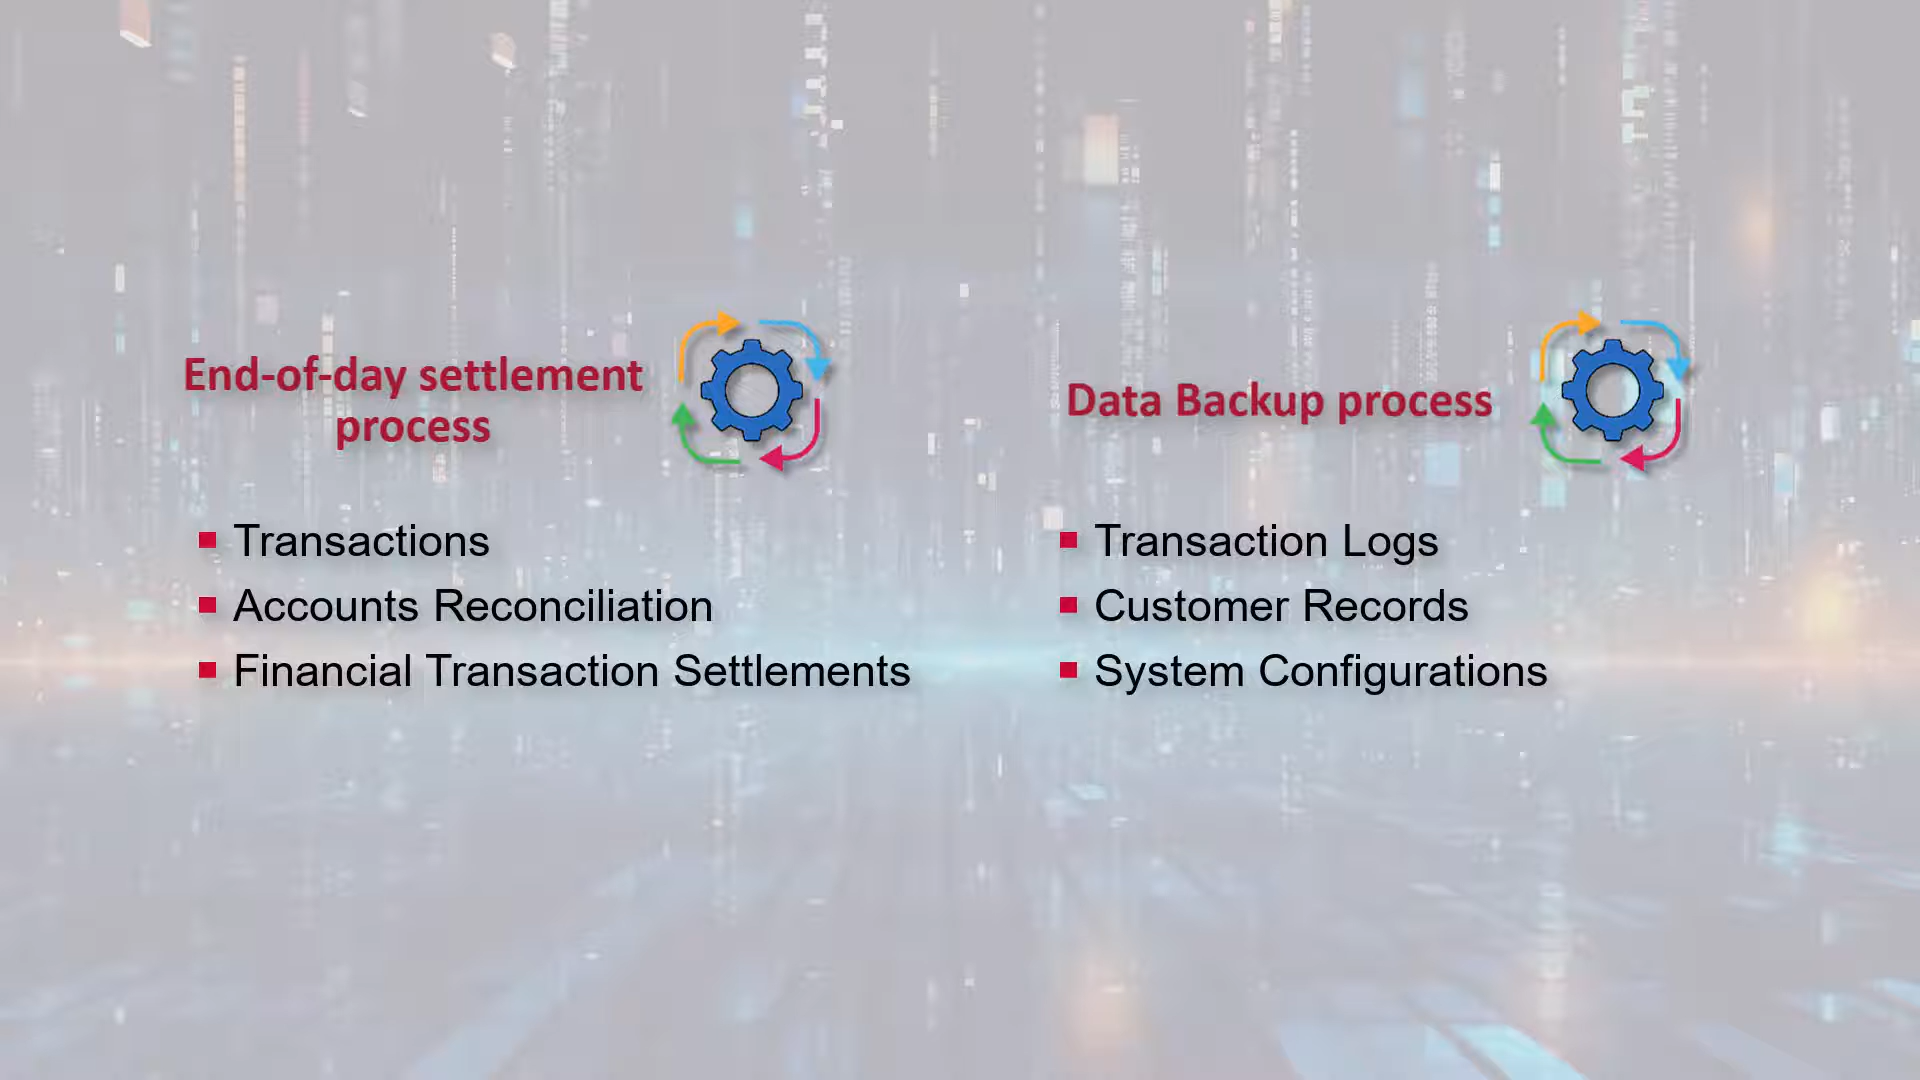 End-of-day settlement
process
Transactions
Accounts Reconciliation
Financial Transaction Settlements
Data Backup process
Transaction Logs
Customer Records
System Configurations